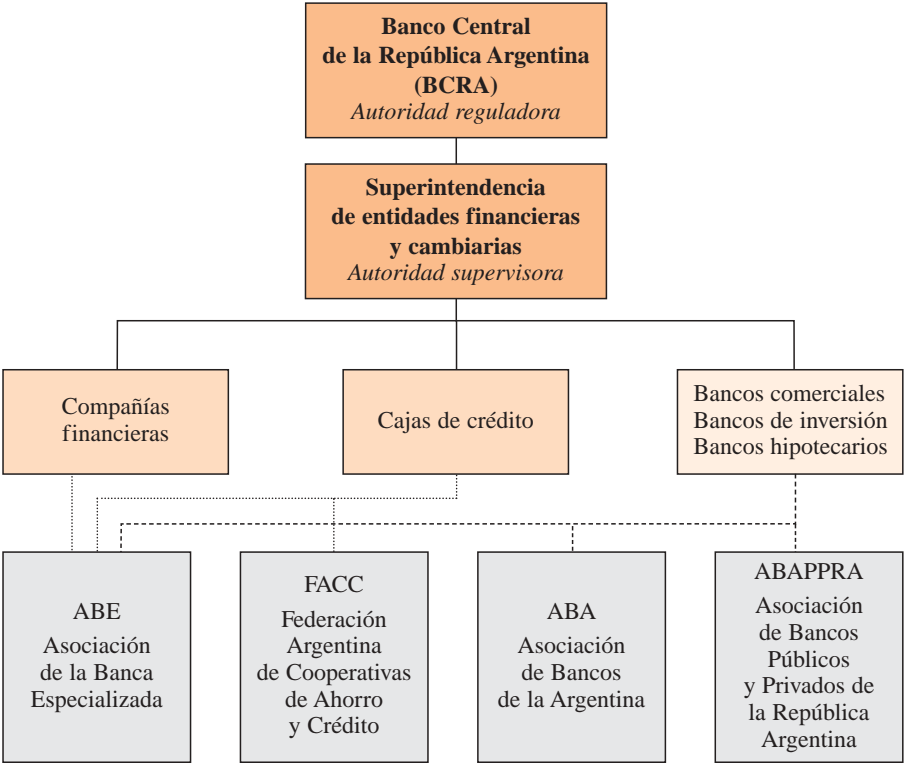 Banco Central
de la República Argentina
(BCRA)
Autoridad reguladora
Superintendencia
de entidades financieras
y cambiarias
Autoridad supervisora
Compañías
financieras
Cajas de crédito
Bancos comerciales
Bancos de inversión
Bancos hipotecarios
ABE
Asociación
de la Banca
Especializada
FACC
Federación
Argentina
de Cooperativas
de Ahorro
y Crédito
ABA
Asociación
de Bancos
de la Argentina
ABAPPRA
Asociación
de Bancos
Públicos
y Privados de
la República
Argentina